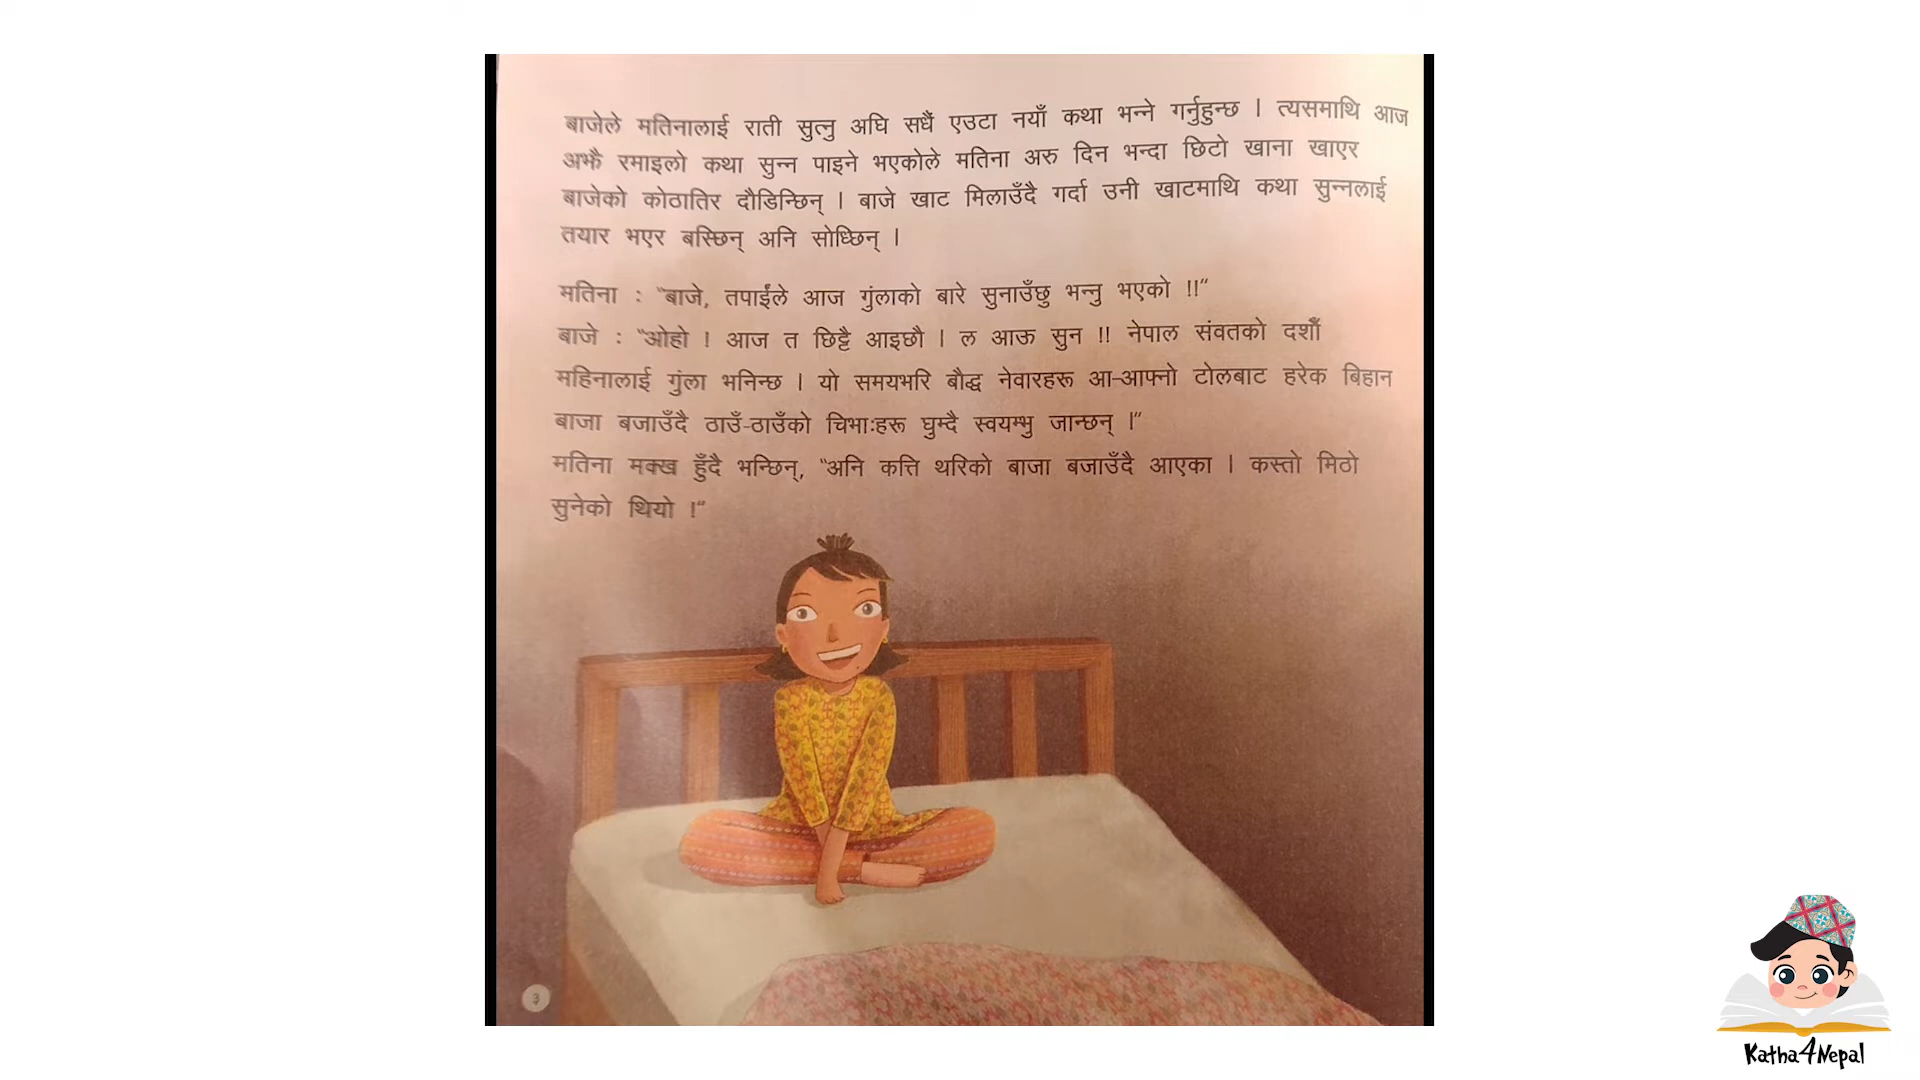 बाजेले मतिनालाई राती सुत्नु अघि सधैं एउटा नयाँ कथा भन्ने गर्नुहुन्छ । त्यसमाथि आज
अझै रमाइलो कथा सुन्न पाइने भएकोले मतिना अरु दिन भन्दा छिटो खाना खाएर
बाजेको कोठातिर दौडिन्छिन् । बाजे खाट मिलाउँदै गर्दा उनी खाटमाथि कथा सुन्नलाई
तयार भएर बस्छिन् अनि सोध्छिन् ।
मतिना : “बाजे, तपाईंले आज गुंलाको बारे सुनाउँछु भन्नु भएको !!”
बाजे : “ओहो ! आज त छिट्टै आइछौ । ल आऊ सुन !! नेपाल संवतको दशौँ
महिनालाई गुंला भनिन्छ । यो समयभरि बौद्ध नेवारहरू आ-आफ्नो टोलबाट हरेक बिहान
बाजा बजाउँदै ठाउँ-ठाउँको चिभाःहरू घुम्दै स्वयम्भु जान्छन् ।”
मतिना मक्ख हुँदै भन्छिन्, “अनि कत्ति थरिको बाजा बजाउँदै आएका । कस्तो मिठो
सुनेको थियो !”
३
Katha4Nepal